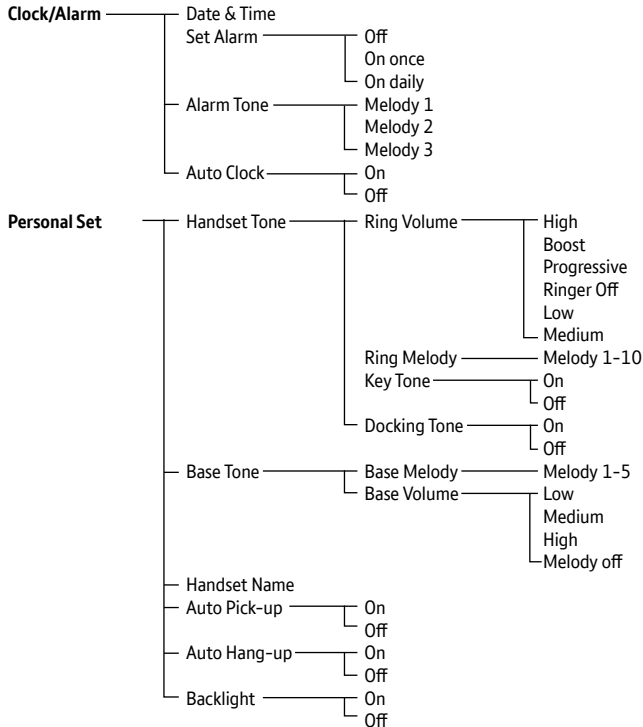 Clock/Alarm Date & Time
Set Alarm Off
On once
On daily
Alarm Tone Melody 1
Melody 2
Melody 3
Auto Clock On
Off
Personal Set Handset Tone Ring Volume High
Boost
Progressive
Ringer Off
Low
Medium
Ring Melody Melody 1-10
Key Tone On
Off
Docking Tone On
Off
Base Tone Base Melody Melody 1-5
Base Volume Low
Medium
High
Melody off
Handset Name
Auto Pick-up On
Off
Auto Hang-up On
Off
Backlight On
Off